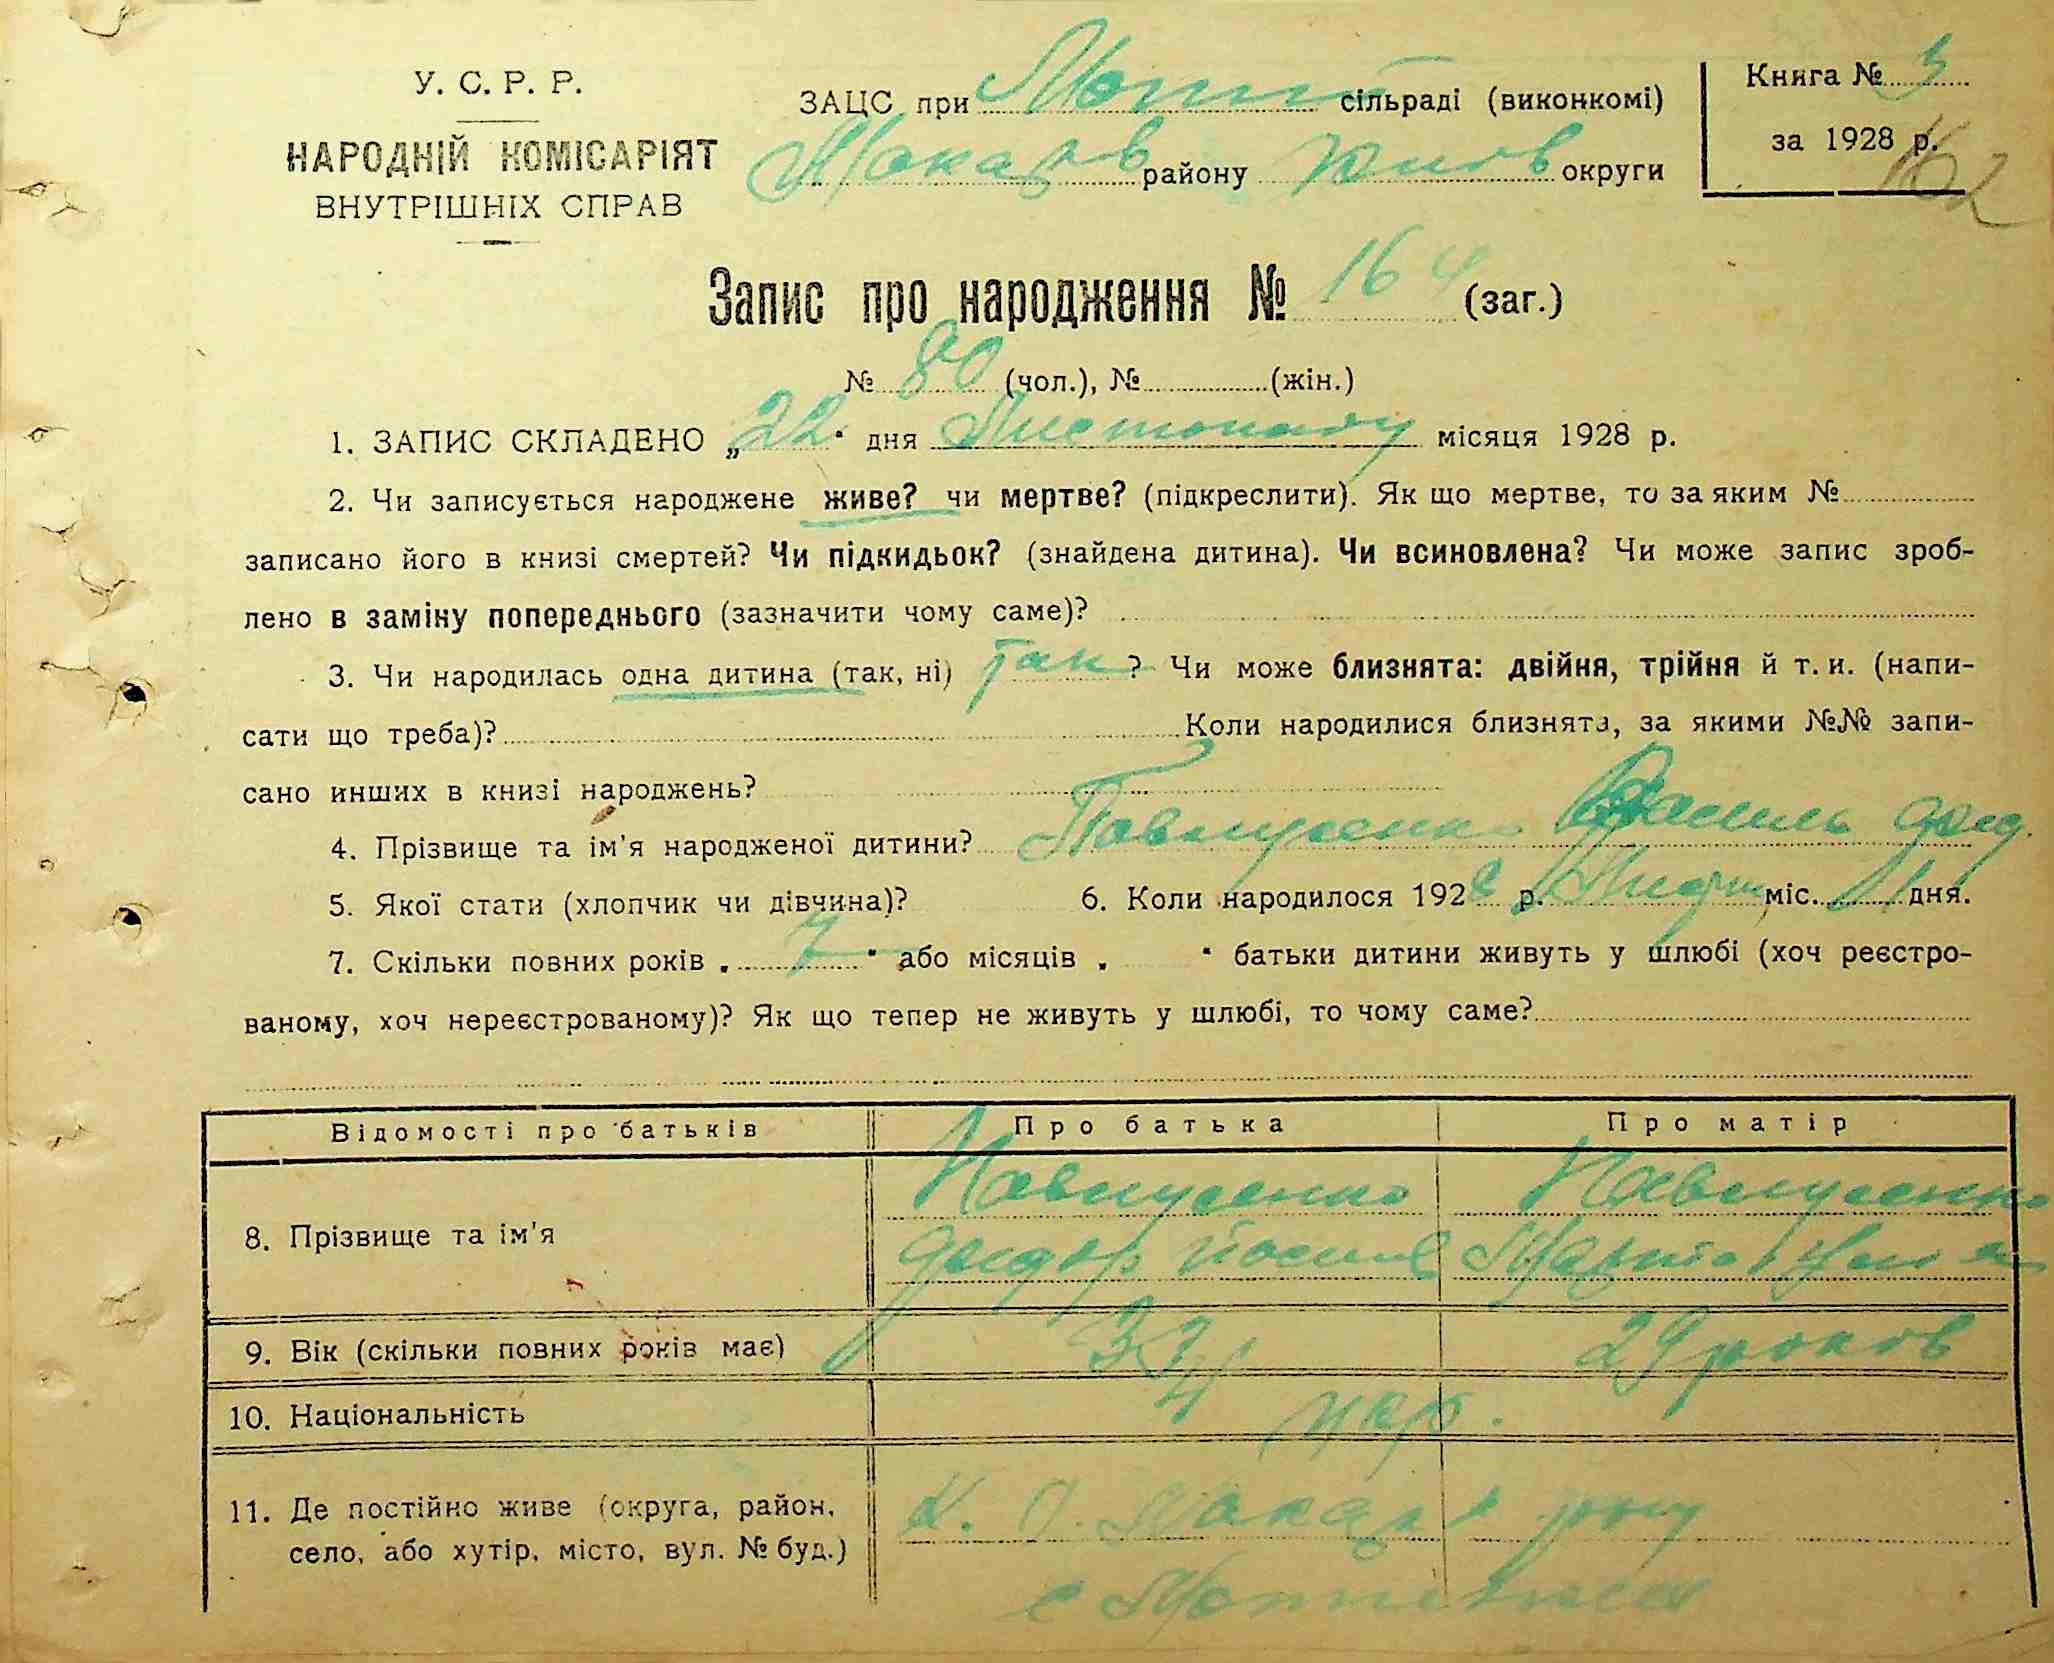 У. С. Р. Р.
НАРОДНІЙ КОМІСАРІЯТ
ВНУТРІШНІХ СПРАВ
ЗАЦС при сільраді (виконкомі)
Макарів району Київ округи
Книга № 3
за 1928 р.
162
Запис про народження № 164 (заг.)
№ 80 (чол.), № (жін.)
1. ЗАПИС СКЛАДЕНО „22" дня Листопаду місяця 1928 р.
2. Чи записується народжене живе? чи мертве? (підкреслити). Як що мертве, то за яким №
записано його в книзі смертей? Чи підкидьок? (знайдена дитина). Чи всиновлена? Чи може запис зроб-
лено в заміну попереднього (зазначити чому саме)?
3. Чи народилась одна дитина (так, ні) так? Чи може близнята: двійня, трійня й т. и. (напи-
сати що треба)? Коли народилися близнята, за якими №№ запи-
сано инших в книзі народжень?
4. Прізвище та ім'я народженої дитини? Василь
5. Якої стати (хлопчик чи дівчина)? 6. Коли народилося 1928 р. міс. дня.
7. Скільки повних років „ 7 " або місяців „ " батьки дитини живуть у шлюбі (хоч реєстро-
ваному, хоч нереєстрованому)? Як що тепер не живуть у шлюбі, то чому саме?
Відомості про батьків Про батька Про матір
8. Прізвище та ім'я
9. Вік (скільки повних років має) 29 років
10. Національність укр.
11. Де постійно живе (округа, район,
село, або хутір, місто, вул. № буд.)
К. О. Макарів